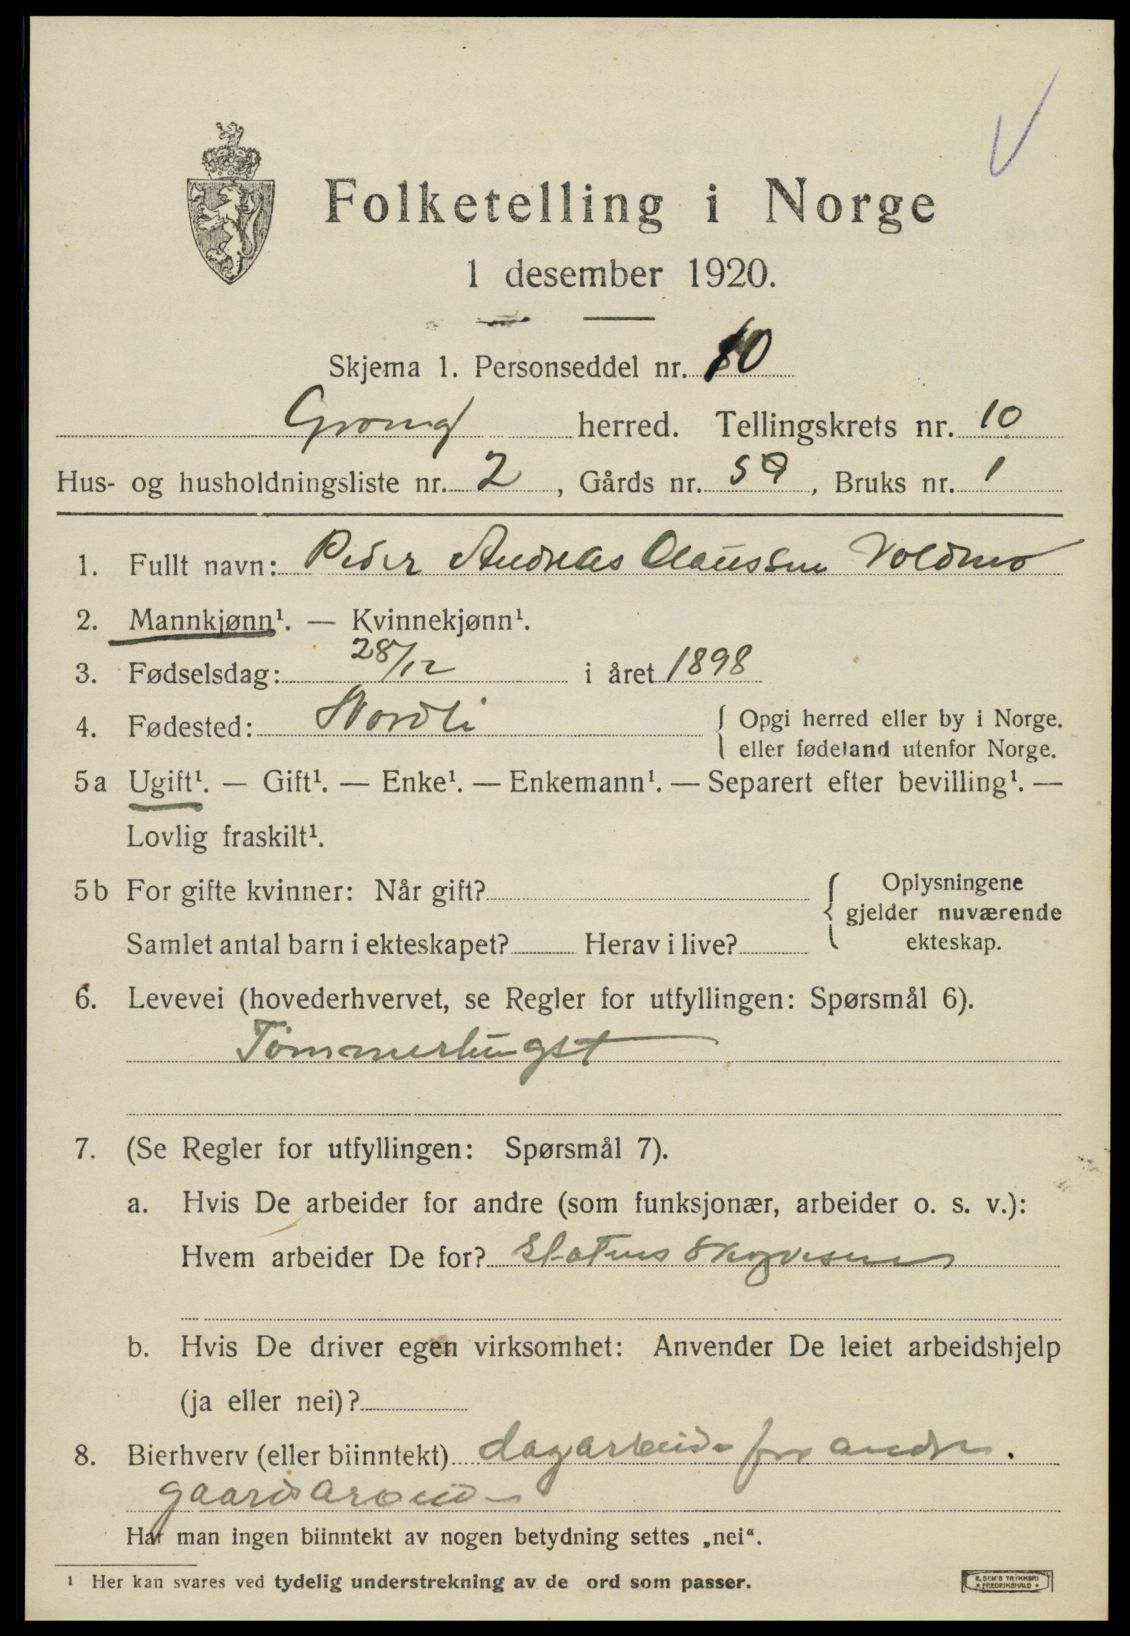 Folketelling i Norge
1 desember 1920.
Skjema 1. Personseddel nr. 10
Grong herred. Tellingskrets nr. 10
Hus- og husholdningsliste nr. 2, Gårds nr. 59, Bruks nr. 1
1. Fullt navn: Peder Andreas Olaussen Voldmo
2. Mannkjønn¹. — Kvinnekjønn¹.
3. Fødselsdag: 28/12 i året 1898
4. Fødested: Nordli { Opgi herred eller by i Norge.
eller fødeland utenfor Norge.
5a Ugift¹. — Gift¹. — Enke¹. — Enkemann¹. — Separert efter bevilling¹. —
Lovlig fraskilt¹.
5b For gifte kvinner: Når gift? { Oplysningene
gjelder nuværende
Samlet antal barn i ekteskapet? Herav i live? ekteskap.
6. Levevei (hovederhvervet, se Regler for utfyllingen: Spørsmål 6).
Tømmerhugst
7. (Se Regler for utfyllingen: Spørsmål 7).
a. Hvis De arbeider for andre (som funksjonær, arbeider o. s. v.):
Hvem arbeider De for? Statens Skogvesen
b. Hvis De driver egen virksomhet: Anvender De leiet arbeidshjelp
(ja eller nei)?
8. Bierhverv (eller biinntekt) dagarbeide for andre.
gaardsarbeide
Har man ingen biinntekt av nogen betydning settes „nei“.
¹ Her kan svares ved tydelig understrekning av de ord som passer.